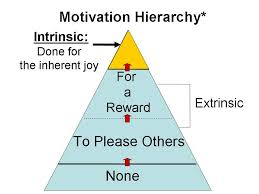 Motivation Hierarchy*
Intrinsic:
Done for
the inherent joy
For
a
Reward
Extrinsic
To Please Others
None